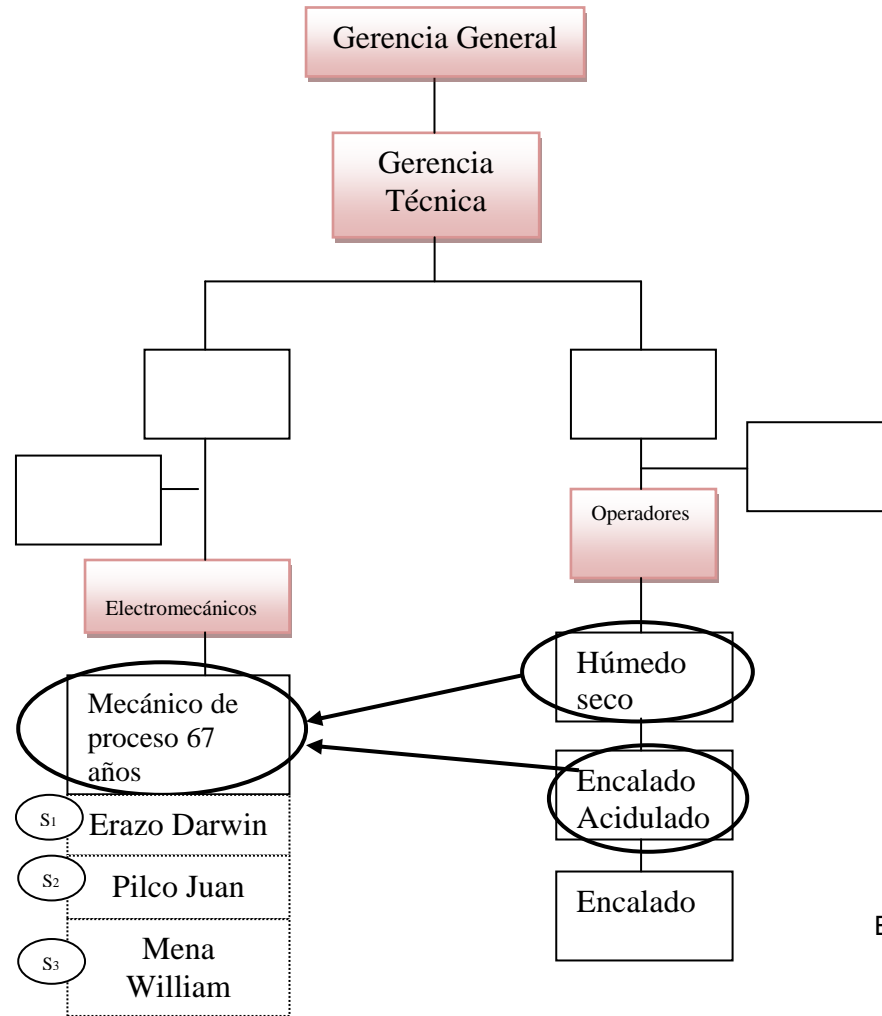 Gerencia General
Gerencia
Técnica
Operadores
Electromecánicos
Húmedo
seco
Mecánico de
proceso 67
años
Encalado
Acidulado
S1
Erazo Darwin
S2
Pilco Juan
Encalado
S3
Mena
William
E